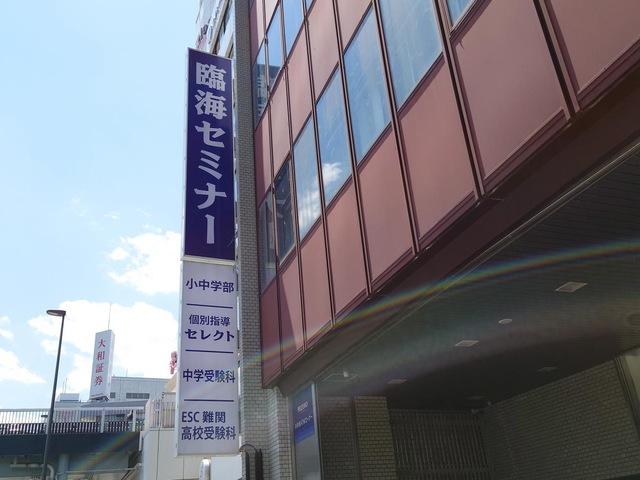 臨海セミナー
小中学部
個別指導
セレクト
中学受験科
ESC難関
高校受験科
大和証券